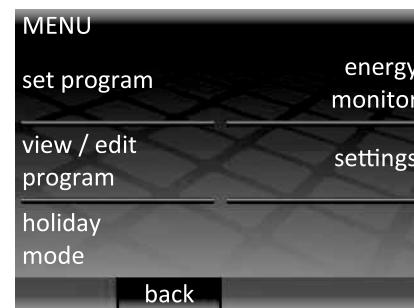 MENU
set program
energy
monitor
view / edit
program
settings
holiday
mode
back